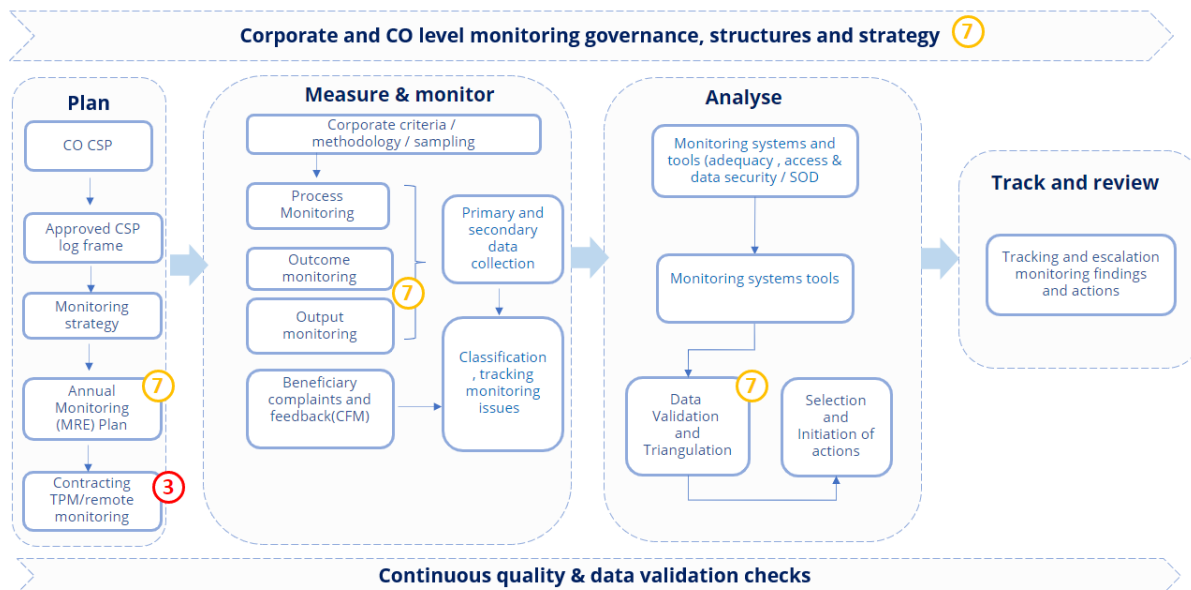 Corporate and CO level monitoring governance, structures and strategy 7
Plan
CO CSP
Approved CSP
log frame
Monitoring
strategy
Annual
Monitoring
(MRE) Plan
7
Contracting
TPM/remote
monitoring
3
Measure & monitor
Corporate criteria /
methodology / sampling
Process
Monitoring
Outcome
monitoring
7
Output
monitoring
Beneficiary
complaints and
feedback(CFM)
Primary and
secondary
data
collection
Classification
, tracking
monitoring
issues
Analyse
Monitoring systems and
tools (adequacy , access &
data security / SOD
Monitoring systems tools
Data
Validation
and
Triangulation
7
Selection
and
Initiation of
actions
Track and review
Tracking and escalation
monitoring findings
and actions
Continuous quality & data validation checks